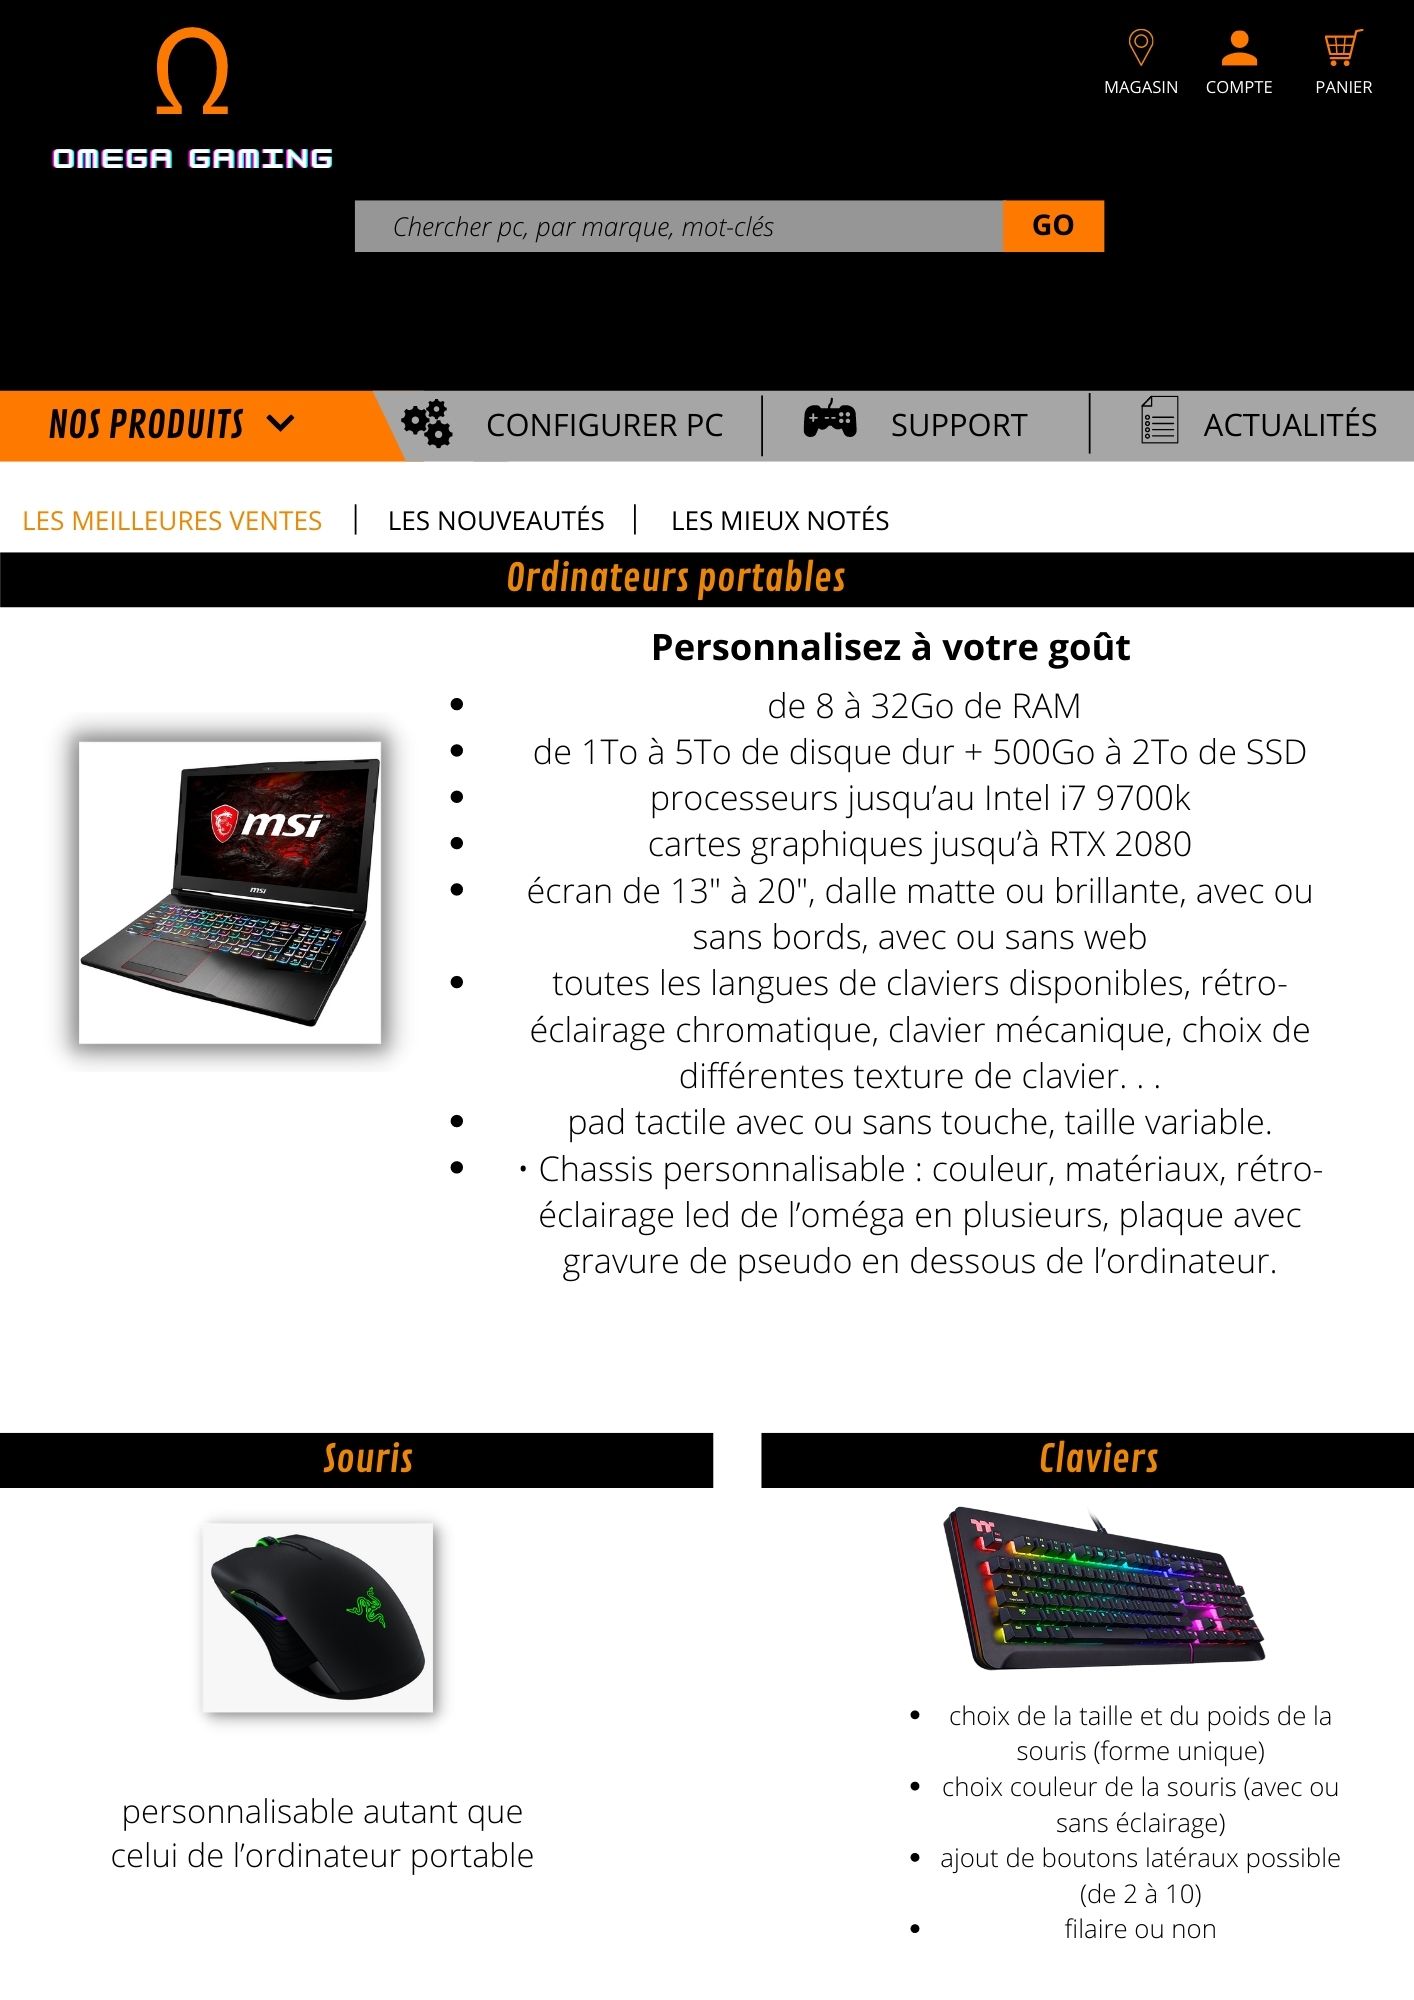 Ω
OMEGA GAMING
MAGASIN
COMPTE
PANIER
Chercher pc, par marque, mot-clés
GO
NOS PRODUITS
CONFIGURER PC
SUPPORT
ACTUALITÉS
LES MEILLEURES VENTES
LES NOUVEAUTÉS
LES MIEUX NOTÉS
Ordinateurs portables
Personnalisez à votre goût
• de 8 à 32Go de RAM
• de 1To à 5To de disque dur + 500Go à 2To de SSD
• processeurs jusqu’au Intel i7 9700k
• cartes graphiques jusqu’à RTX 2080
• écran de 13" à 20", dalle matte ou brillante, avec ou
sans bords, avec ou sans web
• toutes les langues de claviers disponibles, rétro-
éclairage chromatique, clavier mécanique, choix de
différentes texture de clavier. . .
• pad tactile avec ou sans touche, taille variable.
• • Chassis personnalisable : couleur, matériaux, rétro-
éclairage led de l’oméga en plusieurs, plaque avec
gravure de pseudo en dessous de l’ordinateur.
msi
msi
Souris
personnalisable autant que
celui de l’ordinateur portable
Claviers
• choix de la taille et du poids de la
souris (forme unique)
• choix couleur de la souris (avec ou
sans éclairage)
• ajout de boutons latéraux possible
(de 2 à 10)
• filaire ou non